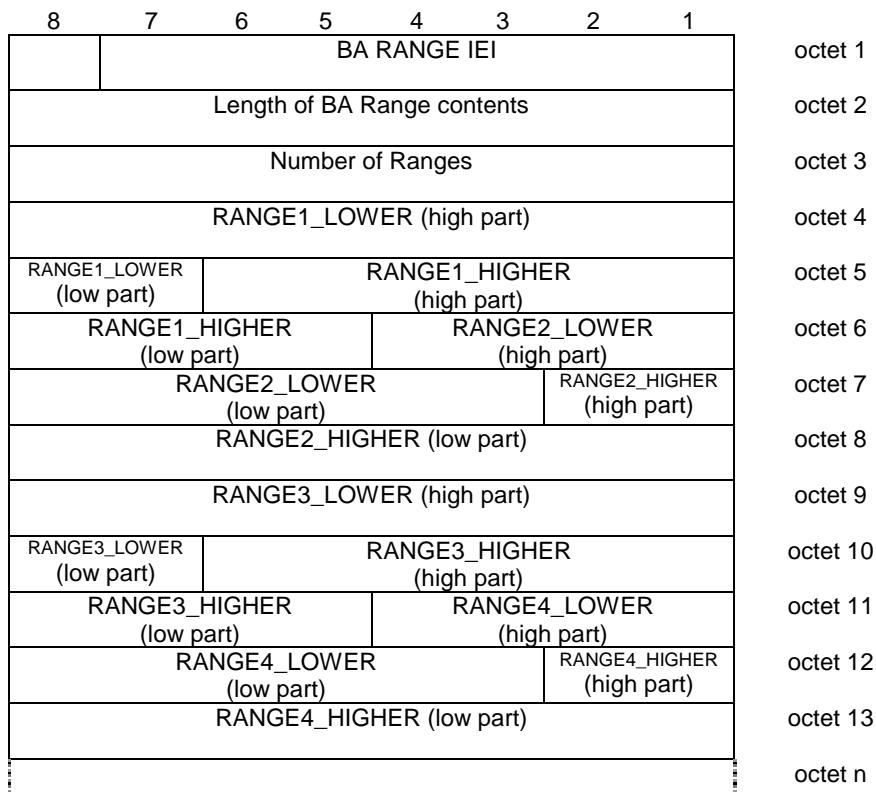 8 7 6 5 4 3 2 1
BA RANGE IEI octet 1
Length of BA Range contents octet 2
Number of Ranges octet 3
RANGE1_LOWER (high part) octet 4
RANGE1_LOWER RANGE1_HIGHER octet 5
(low part) (high part)
RANGE1_HIGHER RANGE2_LOWER octet 6
(low part) (high part)
RANGE2_LOWER RANGE2_HIGHER octet 7
(low part) (high part)
RANGE2_HIGHER (low part) octet 8
RANGE3_LOWER (high part) octet 9
RANGE3_LOWER RANGE3_HIGHER octet 10
(low part) (high part)
RANGE3_HIGHER RANGE4_LOWER octet 11
(low part) (high part)
RANGE4_LOWER RANGE4_HIGHER octet 12
(low part) (high part)
RANGE4_HIGHER (low part) octet 13
octet n